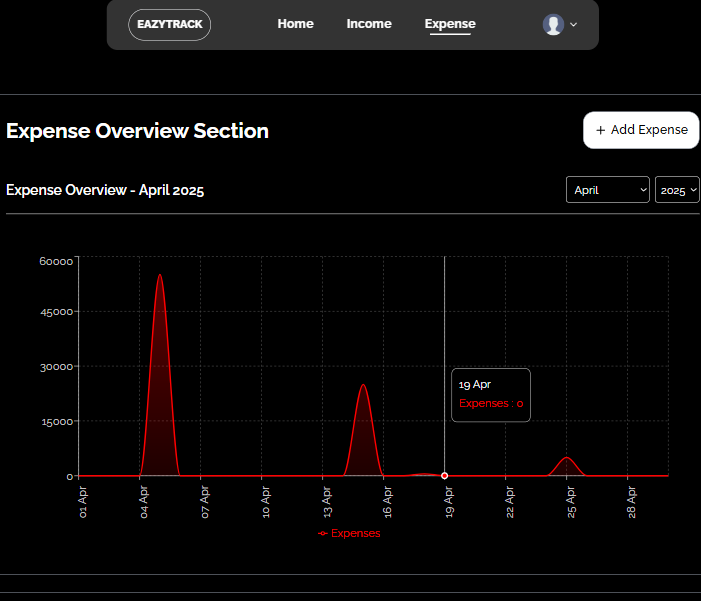 EAZYTRACK Home Income Expense
Expense Overview Section + Add Expense
Expense Overview - April 2025 April 2025
60000
45000
30000
15000
0
19 Apr
Expenses : 0
01 Apr 04 Apr 07 Apr 10 Apr 13 Apr 16 Apr 19 Apr 22 Apr 25 Apr 28 Apr
Expenses